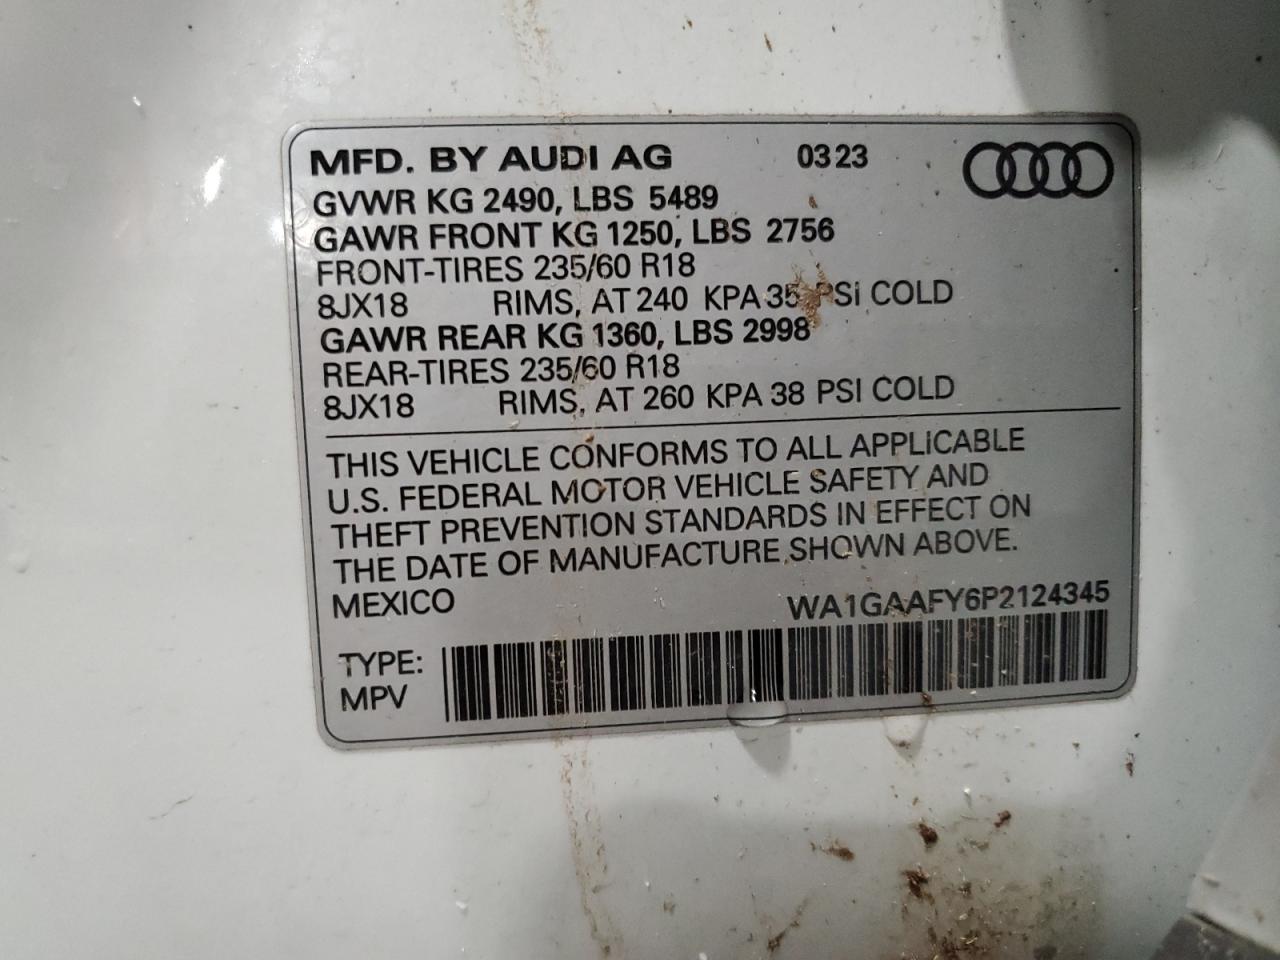 MFD. BY AUDI AG 03 23
GVWR KG 2490, LBS 5489
GAWR FRONT KG 1250, LBS 2756
FRONT-TIRES 235/60 R18
8JX18 RIMS, AT 240 KPA 35 PSI COLD
GAWR REAR KG 1360, LBS 2998
REAR-TIRES 235/60 R18
8JX18 RIMS, AT 260 KPA 38 PSI COLD
THIS VEHICLE CONFORMS TO ALL APPLICABLE
U.S. FEDERAL MOTOR VEHICLE SAFETY AND
THEFT PREVENTION STANDARDS IN EFFECT ON
THE DATE OF MANUFACTURE SHOWN ABOVE.
MEXICO WA1GAAFY6P2124345
TYPE:
MPV